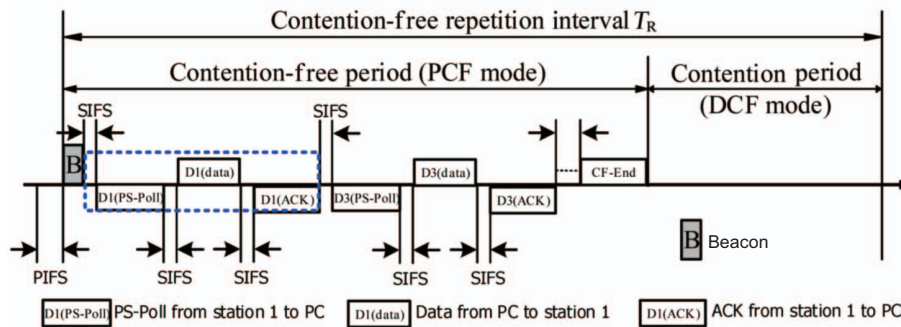 Contention-free repetition interval TR
Contention-free period (PCF mode)
Contention period
(DCF mode)
SIFS
SIFS
B
D1(data)
D3(data)
CF-End
D1(PS-Poll)
D1(ACK)
D3(PS-Poll)
D3(ACK)
B Beacon
PIFS
SIFS
SIFS
SIFS
SIFS
D1(PS-Poll) PS-Poll from station 1 to PC
D1(data) Data from PC to station 1
D1(ACK) ACK from station 1 to PC